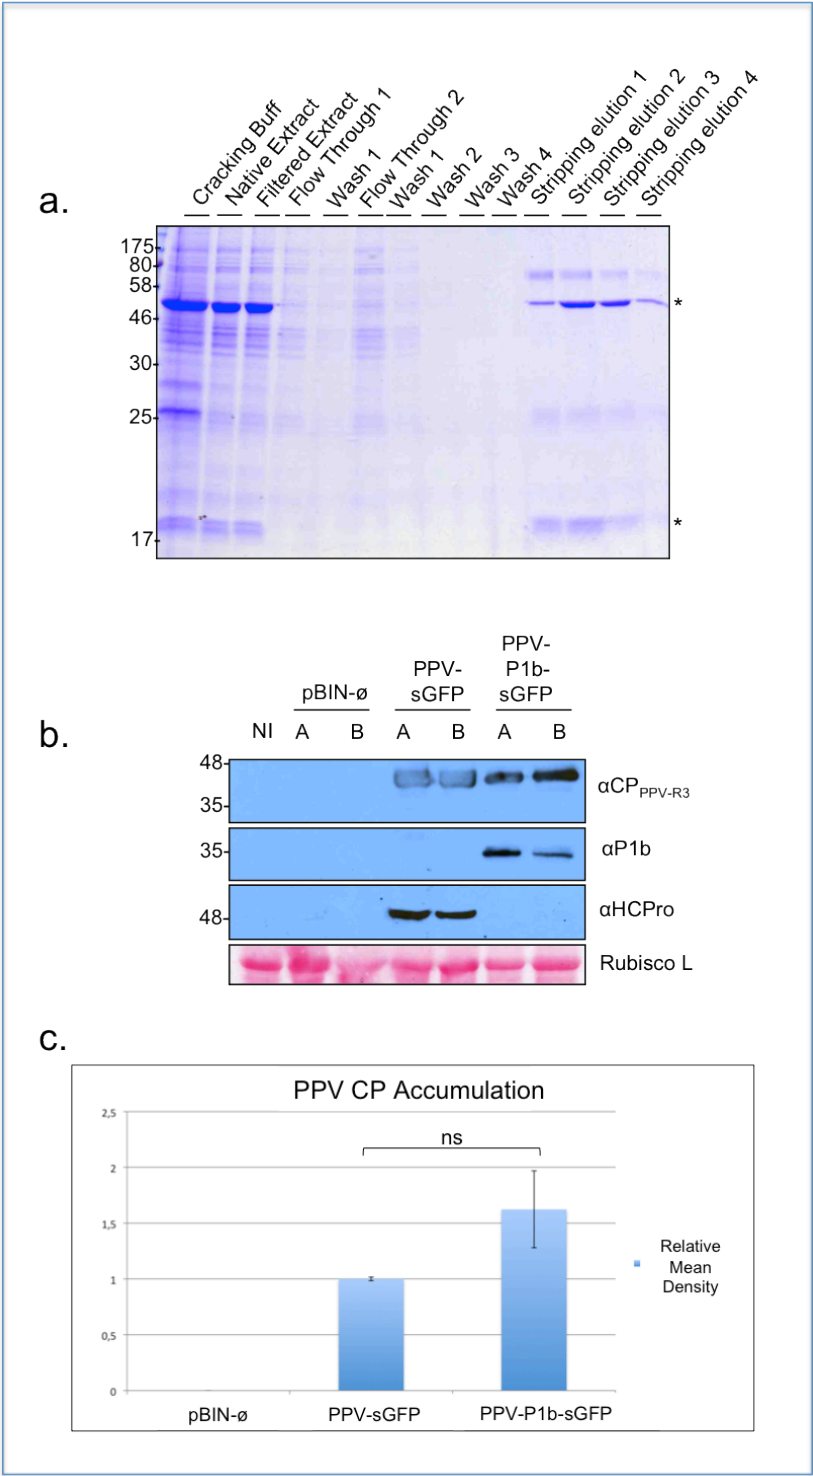 a.
Cracking Buff
Native Extract
Filtered Extract
Flow Through 1
Wash 1
Flow Through 2
Wash 1
Wash 2
Wash 3
Wash 4
Stripping elution 1
Stripping elution 2
Stripping elution 3
Stripping elution 4
175
80
58
46
*
30
25
17
*
b.
pBIN-ø
PPV-
sGFP
PPV-
P1b-
sGFP
NI A B A B A B
48
35
αCPPPV-R3
35
αP1b
48
αHCPro
Rubisco L
c.
PPV CP Accumulation
2,5
2
1,5
1
0,5
0
ns
Relative
Mean
Density
pBIN-ø PPV-sGFP PPV-P1b-sGFP